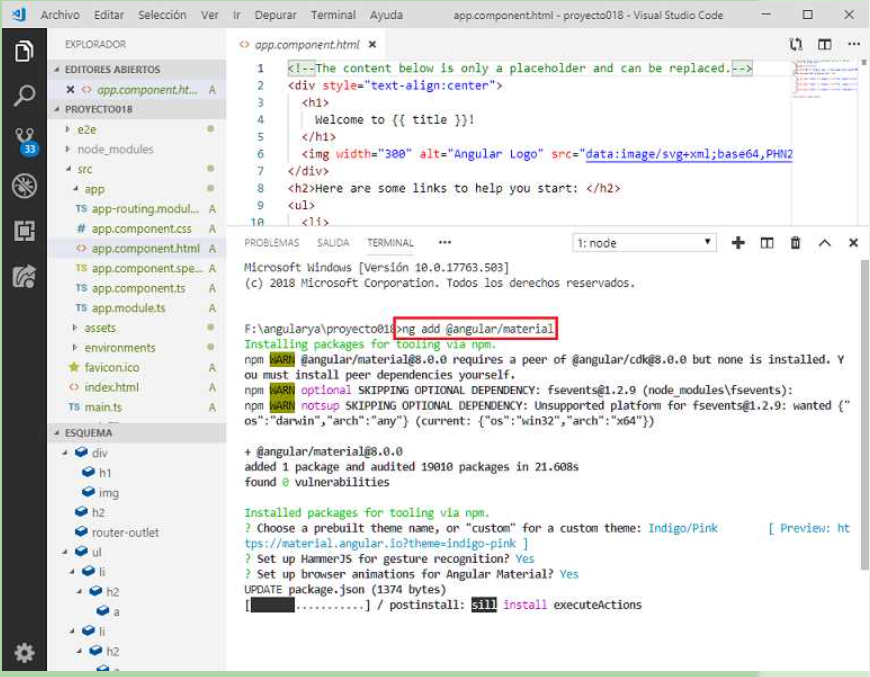 Archivo Editar Selección Ver Ir Depurar Terminal Ayuda app.component.html - proyecto018 - Visual Studio Code
EXPLORADOR
EDITORES ABIERTOS
app.component.ht... A
PROYECTO018
e2e
node_modules
src
app
TS app-routing.modul... A
# app.component.css A
<> app.component.html A
TS app.component.spe... A
TS app.component.ts A
TS app.module.ts A
assets
environments
favicon.ico A
<> index.html A
TS main.ts A
ESQUEMA
div
h1
img
h2
router-outlet
ul
li
h2
a
li
h2
a
33
<> app.component.html
1 <!--The content below is only a placeholder and can be replaced.-->
2 <div style="text-align:center">
3 <h1>
4 Welcome to {{ title }}!
5 </h1>
6 <img width="300" alt="Angular Logo" src="data:image/svg+xml;base64,PHN2
7 </div>
8 <h2>Here are some links to help you start: </h2>
9 <ul>
10 <li>
PROBLEMAS SALIDA TERMINAL ••• 1: node
Microsoft Windows [Versión 10.0.17763.503]
(c) 2018 Microsoft Corporation. Todos los derechos reservados.
F:\angularya\proyecto018>ng add @angular/material
Installing packages for tooling via npm.
npm WARN @angular/material@8.0.0 requires a peer of @angular/cdk@8.0.0 but none is installed. Y
ou must install peer dependencies yourself.
npm WARN optional SKIPPING OPTIONAL DEPENDENCY: fsevents@1.2.9 (node_modules\fsevents):
npm WARN notsup SKIPPING OPTIONAL DEPENDENCY: Unsupported platform for fsevents@1.2.9: wanted {"
os":"darwin","arch":"any"} (current: {"os":"win32","arch":"x64"})
+ @angular/material@8.0.0
added 1 package and audited 19010 packages in 21.608s
found 0 vulnerabilities
Installed packages for tooling via npm.
? Choose a prebuilt theme name, or "custom" for a custom theme: Indigo/Pink [ Preview: ht
tps://material.angular.io?theme=indigo-pink ]
? Set up HammerJS for gesture recognition? Yes
? Set up browser animations for Angular Material? Yes
UPDATE package.json (1374 bytes)
[ ...........] / postinstall: sill install executeActions